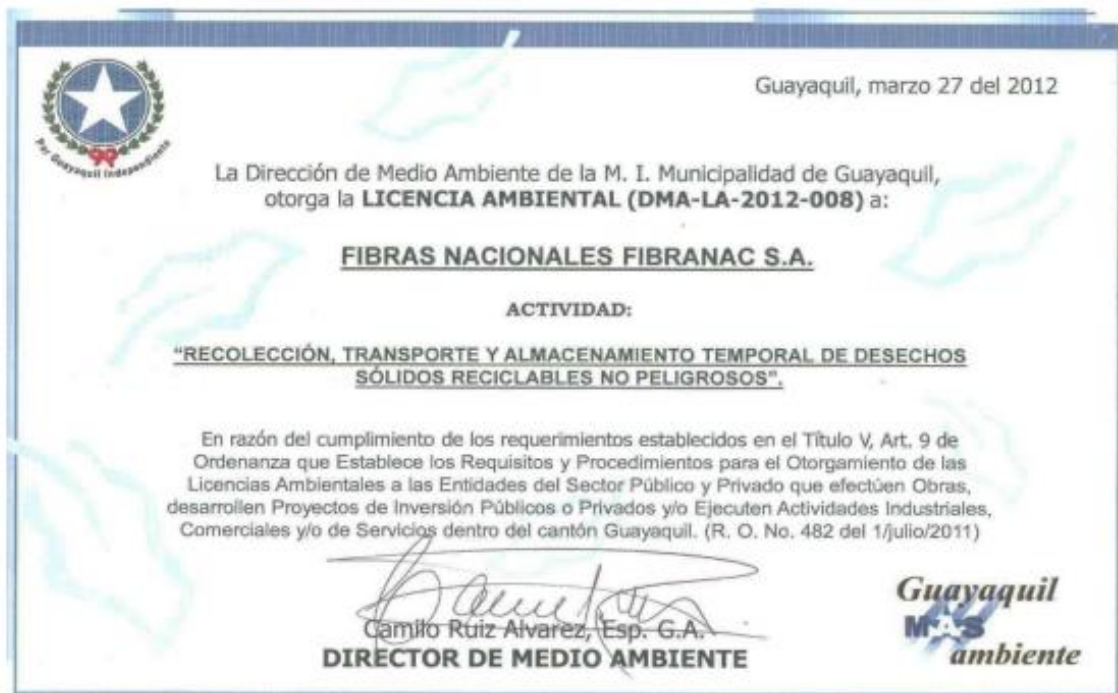 Guayaquil, marzo 27 del 2012
Por Guayaquil Independiente
La Dirección de Medio Ambiente de la M. I. Municipalidad de Guayaquil,
otorga la LICENCIA AMBIENTAL (DMA-LA-2012-008) a:
FIBRAS NACIONALES FIBRANAC S.A.
ACTIVIDAD:
"RECOLECCIÓN, TRANSPORTE Y ALMACENAMIENTO TEMPORAL DE DESECHOS
SÓLIDOS RECICLABLES NO PELIGROSOS".
En razón del cumplimiento de los requerimientos establecidos en el Título V, Art. 9 de
Ordenanza que Establece los Requisitos y Procedimientos para el Otorgamiento de las
Licencias Ambientales a las Entidades del Sector Público y Privado que efectúen Obras,
desarrollen Proyectos de Inversión Públicos o Privados y/o Ejecuten Actividades Industriales,
Comerciales y/o de Servicios dentro del cantón Guayaquil. (R. O. No. 482 del 1/julio/2011)
Camilo Ruiz Alvarez, Esp. G.A.
DIRECTOR DE MEDIO AMBIENTE
Guayaquil
MAS
ambiente